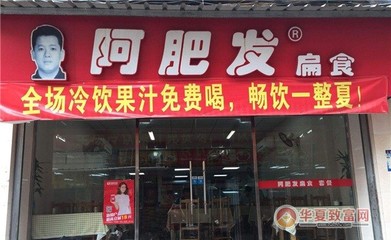 阿肥发®
扁食
全场冷饮果汁免费喝，畅饮一整夏！
阿肥发扁食
华夏致富网